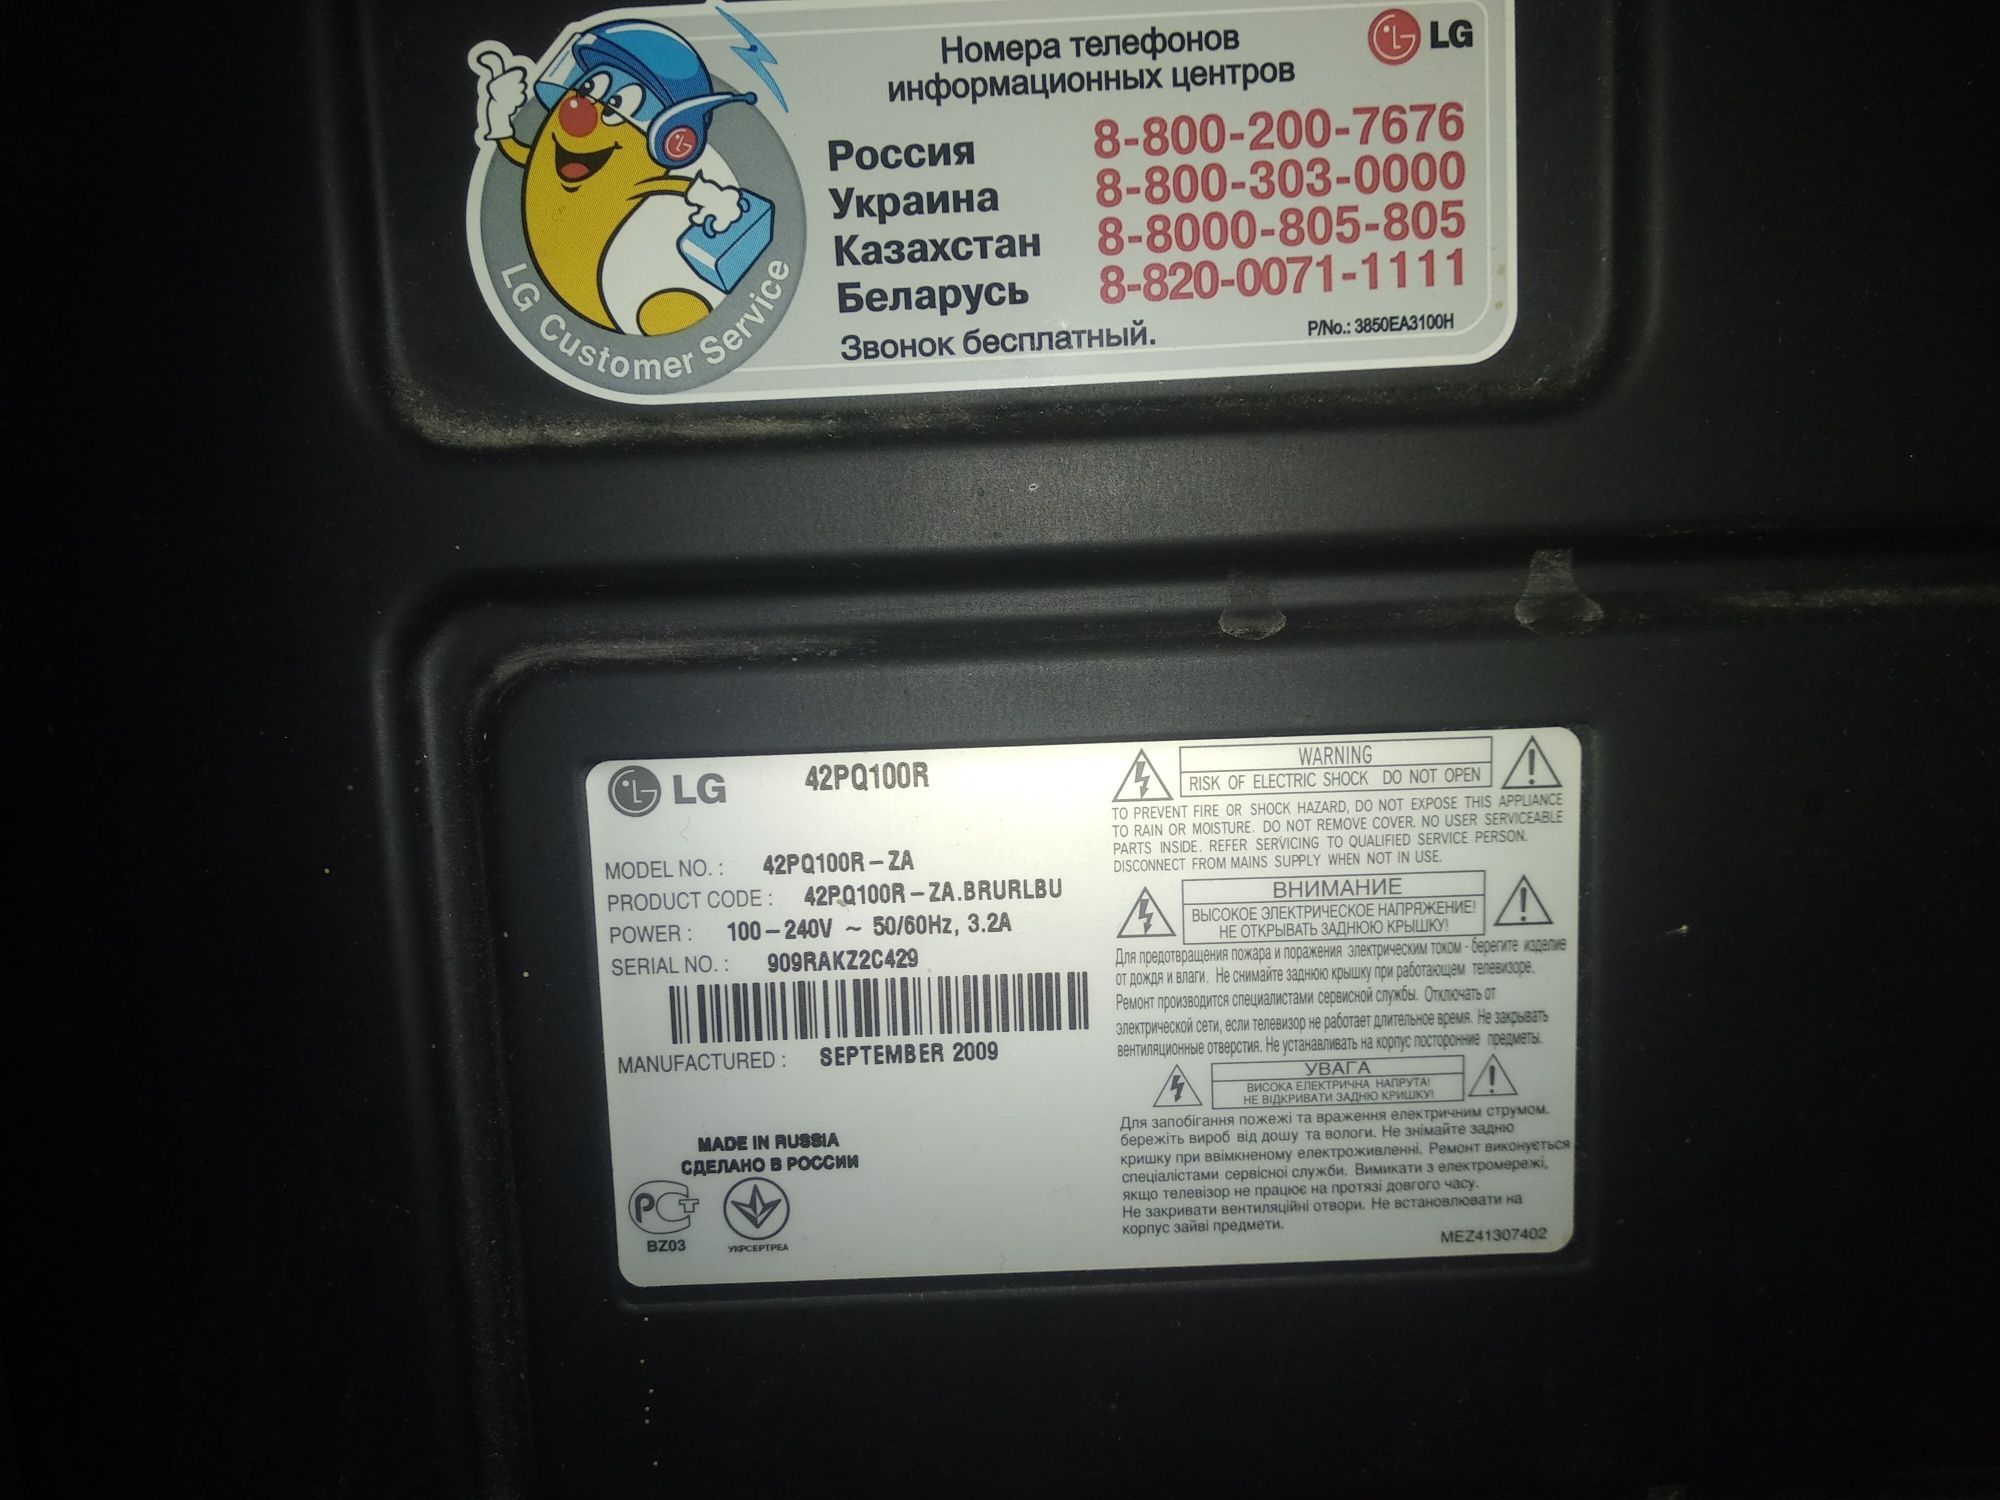 Номера телефонов
информационных центров
LG
Россия 8-800-200-7676
Украина 8-800-303-0000
Казахстан 8-8000-805-805
Беларусь 8-820-0071-1111
Звонок бесплатный.
P/No.: 3850EA3100H
LG Customer Service
LG 42PQ100R
MODEL NO. : 42PQ100R-ZA
PRODUCT CODE : 42PQ100R-ZA.BRURLBU
POWER : 100-240V ~ 50/60Hz, 3.2A
SERIAL NO. : 909RAKZ2C429
MANUFACTURED : SEPTEMBER 2009
MADE IN RUSSIA
СДЕЛАНО В РОССИИ
РСТ
BZ03
УКРСЕРТРЕА
WARNING
RISK OF ELECTRIC SHOCK DO NOT OPEN
TO PREVENT FIRE OR SHOCK HAZARD, DO NOT EXPOSE THIS APPLIANCE
TO RAIN OR MOISTURE. DO NOT REMOVE COVER. NO USER SERVICEABLE
PARTS INSIDE. REFER SERVICING TO QUALIFIED SERVICE PERSON.
DISCONNECT FROM MAINS SUPPLY WHEN NOT IN USE.
ВНИМАНИЕ
ВЫСОКОЕ ЭЛЕКТРИЧЕСКОЕ НАПРЯЖЕНИЕ!
НЕ ОТКРЫВАТЬ ЗАДНЮЮ КРЫШКУ!
Для предотвращения пожара и поражения электрическим током - берегите изделие
от дождя и влаги. Не снимайте заднюю крышку при работающем телевизоре.
Ремонт производится специалистами сервисной службы. Отключать от
электрической сети, если телевизор не работает длительное время. Не закрывать
вентиляционные отверстия. Не устанавливать на корпус посторонние предметы.
УВАГА
ВИСОКА ЕЛЕКТРИЧНА НАПРУГА!
НЕ ВІДКРИВАТИ ЗАДНЮ КРИШКУ!
Для запобігання пожежі та враження електричним струмом.
бережіть виріб від дошу та вологи. Не знімайте задню
кришку при ввімкненому електроживленні. Ремонт виконується
спеціалістами сервісної служби. Вимикати з електромережі,
якщо телевізор не працює на протязі довгого часу.
Не закривати вентиляційні отвори. Не встановлювати на
корпус зайві предмети.
MEZ41307402